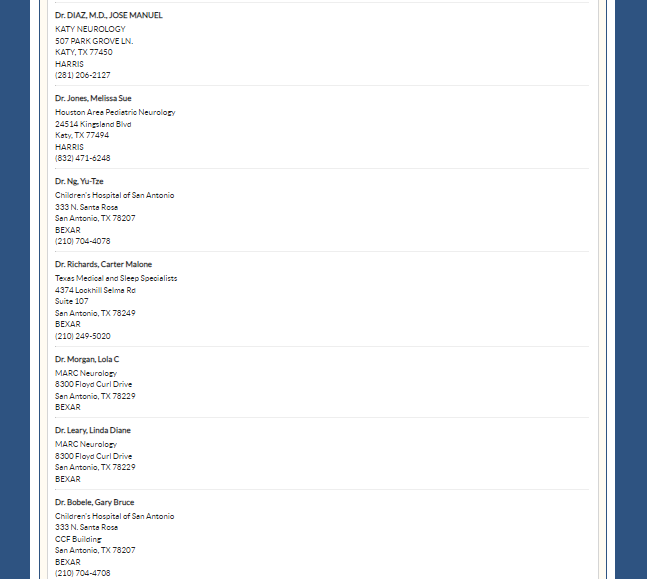 Dr. DIAZ, M.D., JOSE MANUEL
KATY NEUROLOGY
507 PARK GROVE LN.
KATY, TX 77450
HARRIS
(281) 206-2127
Dr. Jones, Melissa Sue
Houston Area Pediatric Neurology
24514 Kingsland Blvd
Katy, TX 77494
HARRIS
(832) 471-6248
Dr. Ng, Yu-Tze
Children's Hospital of San Antonio
333 N. Santa Rosa
San Antonio, TX 78207
BEXAR
(210) 704-4078
Dr. Richards, Carter Malone
Texas Medical and Sleep Specialists
4374 Lockhill Selma Rd
Suite 107
San Antonio, TX 78249
BEXAR
(210) 249-5020
Dr. Morgan, Lola C
MARC Neurology
8300 Floyd Curl Drive
San Antonio, TX 78229
BEXAR
Dr. Leary, Linda Diane
MARC Neurology
8300 Floyd Curl Drive
San Antonio, TX 78229
BEXAR
Dr. Bobele, Gary Bruce
Children's Hospital of San Antonio
333 N. Santa Rosa
CCF Building
San Antonio, TX 78207
BEXAR
(210) 704-4708